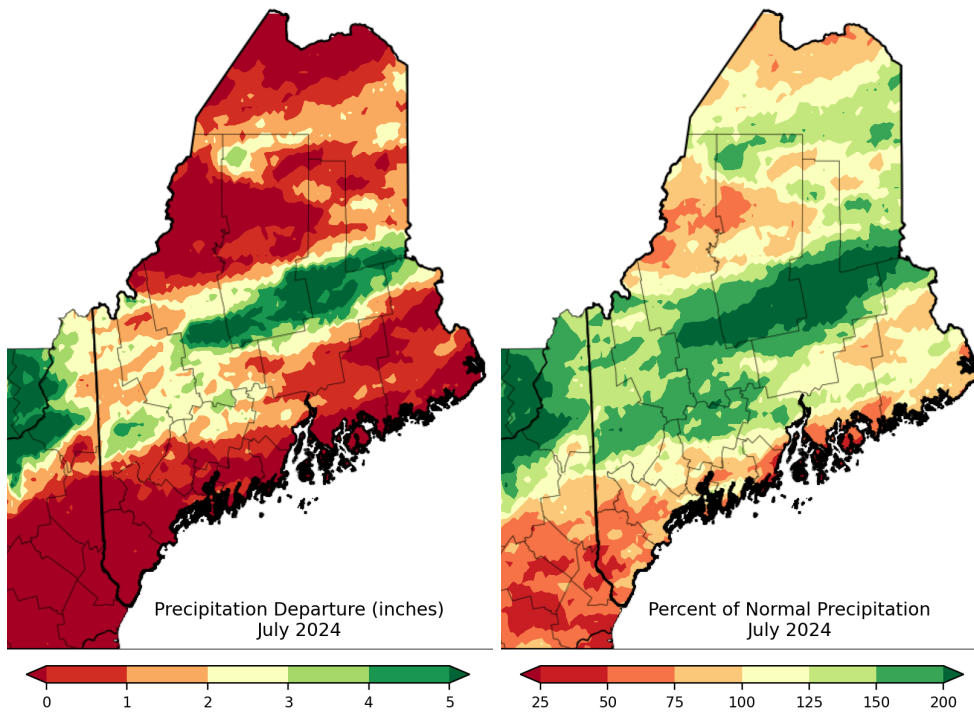 Precipitation Departure (inches)
July 2024
0 1 2 3 4 5
Percent of Normal Precipitation
July 2024
25 50 75 100 125 150 200